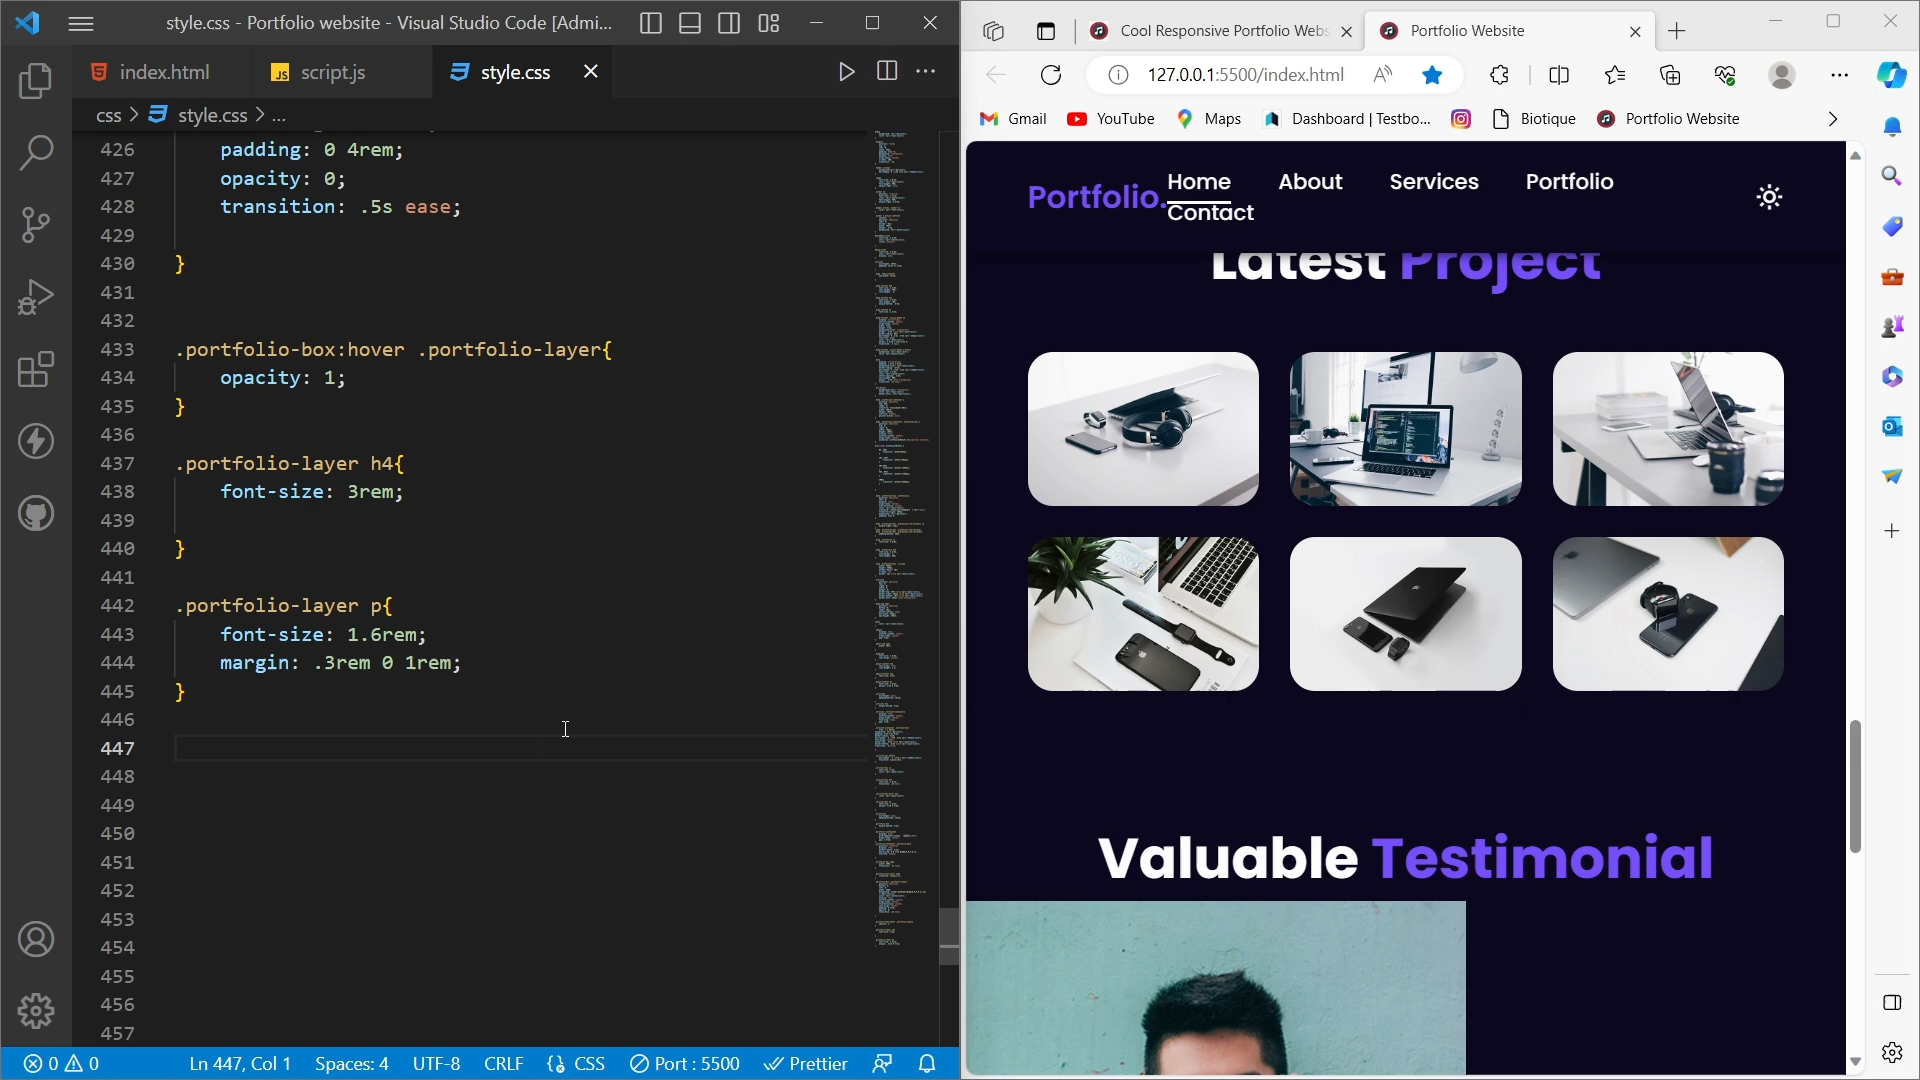 style.css - Portfolio website - Visual Studio Code [Admi...
index.html
JS script.js
style.css
css > style.css > ...
426 padding: 0 4rem;
427 opacity: 0;
428 transition: .5s ease;
429
430 }
431
432
433 .portfolio-box:hover .portfolio-layer{
434 opacity: 1;
435 }
436
437 .portfolio-layer h4{
438 font-size: 3rem;
439
440 }
441
442 .portfolio-layer p{
443 font-size: 1.6rem;
444 margin: .3rem 0 1rem;
445 }
446
447
448
449
450
451
452
453
454
455
456
457
0 0 Ln 447, Col 1 Spaces: 4 UTF-8 CRLF {} CSS Port : 5500 Prettier
Cool Responsive Portfolio Webs
Portfolio Website
127.0.0.1:5500/index.html
Gmail YouTube Maps Dashboard | Testbo... Biotique Portfolio Website
Portfolio.
Home About Services Portfolio
Contact
Latest Project
Valuable Testimonial